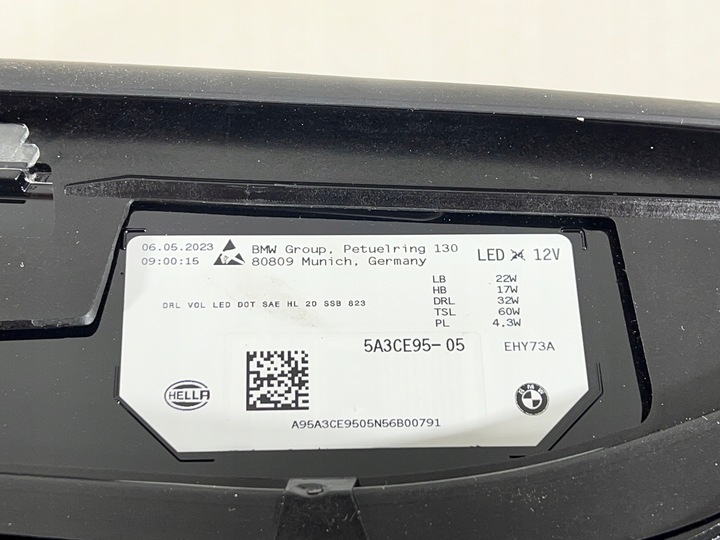 06.05.2023 BMW Group, Petuelring 130
09:00:15 80809 Munich, Germany
LED 24 12V
LB 22W
HB 17W
DRL 32W
TSL 60W
PL 4.3W
DRL VOL LED DOT SAE HL 20 SSB 823
5A3CE95-05 EHY73A
HELLA
BMW
A95A3CE9505N56B00791